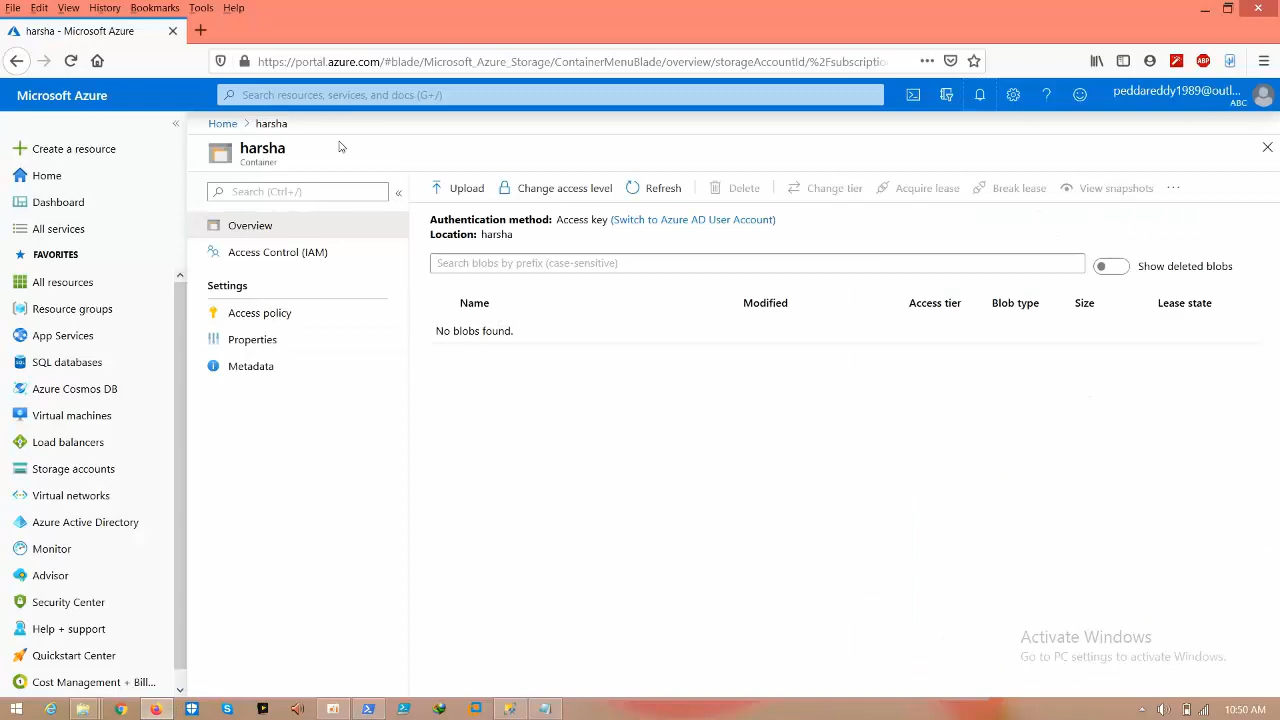 File Edit View History Bookmarks Tools Help
harsha - Microsoft Azure
https://portal.azure.com/#blade/Microsoft_Azure_Storage/ContainerMenuBlade/overview/storageAccountId/%2Fsubscriptio
ABP
Microsoft Azure
Search resources, services, and docs (G+/)
peddareddy1989@outl...
ABC
Create a resource
Home
Dashboard
All services
FAVORITES
All resources
Resource groups
App Services
SQL databases
Azure Cosmos DB
Virtual machines
Load balancers
Storage accounts
Virtual networks
Azure Active Directory
Monitor
Advisor
Security Center
Help + support
Quickstart Center
Cost Management + Bill...
Home > harsha
harsha
Container
Search (Ctrl+/)
Overview
Access Control (IAM)
Settings
Access policy
Properties
Metadata
Upload Change access level Refresh Delete Change tier Acquire lease Break lease View snapshots ...
Authentication method: Access key (Switch to Azure AD User Account)
Location: harsha
Search blobs by prefix (case-sensitive)
Show deleted blobs
Name Modified Access tier Blob type Size Lease state
No blobs found.
Activate Windows
Go to PC settings to activate Windows.
10:50 AM